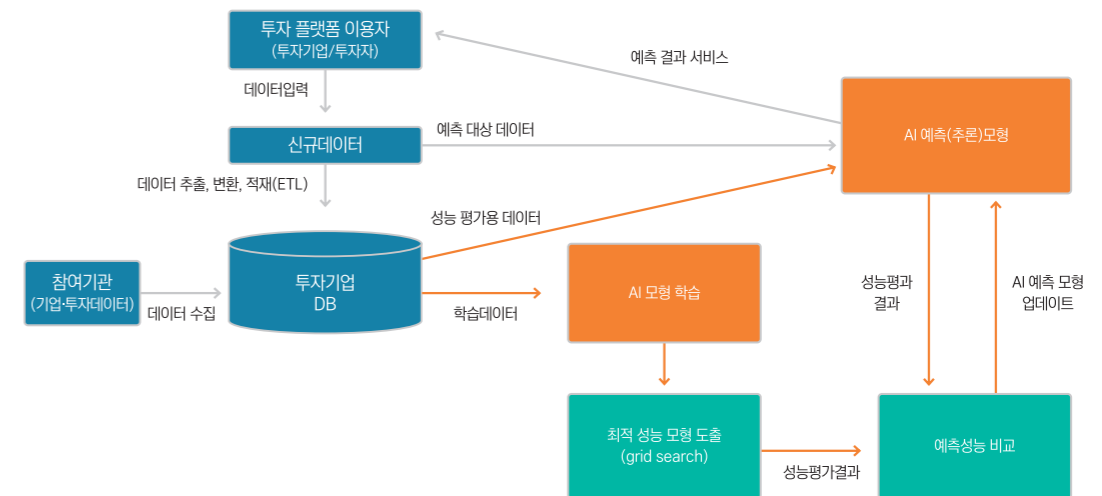 투자 플랫폼 이용자
(투자기업/투자자)
예측 결과 서비스
데이터입력
예측 대상 데이터
AI 예측(추론)모형
신규데이터
데이터 추출, 변환, 적재(ETL)
성능 평가용 데이터
참여기관
(기업·투자데이터)
데이터 수집
투자기업
DB
학습데이터
AI 모형 학습
성능평과
결과
AI 예측 모형
업데이트
최적 성능 모형 도출
(grid search)
성능평가결과
예측성능 비교